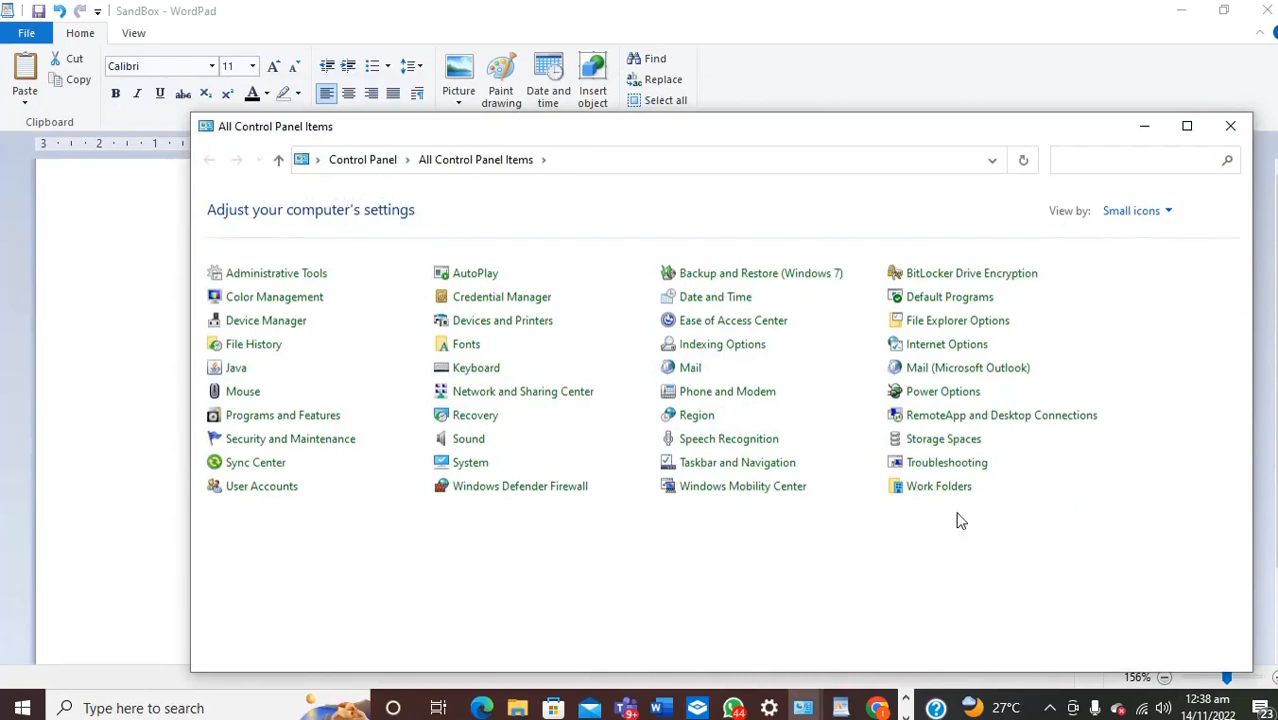 SandBox - WordPad
File Home View
Cut
Calibri 11
Find
Copy
Replace
Paste
Picture Paint drawing Date and time Insert object
Select all
Clipboard
3 2 1
All Control Panel Items
Control Panel All Control Panel Items
Adjust your computer's settings
View by: Small icons
Administrative Tools AutoPlay Backup and Restore (Windows 7) BitLocker Drive Encryption
Color Management Credential Manager Date and Time Default Programs
Device Manager Devices and Printers Ease of Access Center File Explorer Options
File History Fonts Indexing Options Internet Options
Java Keyboard Mail Mail (Microsoft Outlook)
Mouse Network and Sharing Center Phone and Modem Power Options
Programs and Features Recovery Region RemoteApp and Desktop Connections
Security and Maintenance Sound Speech Recognition Storage Spaces
Sync Center System Taskbar and Navigation Troubleshooting
User Accounts Windows Defender Firewall Windows Mobility Center Work Folders
156%
Type here to search
9+
44
27°C
12:38 am
14/11/2022
23